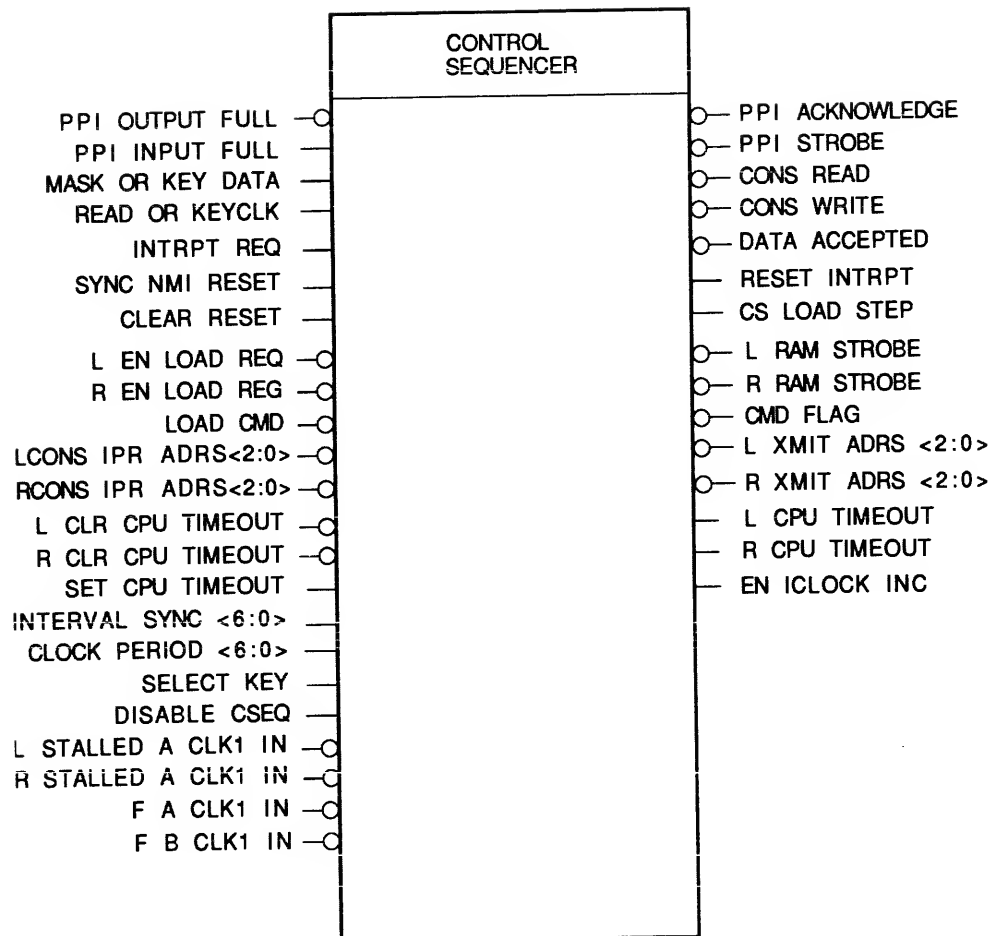 CONTROL
SEQUENCER
PPI OUTPUT FULL
PPI INPUT FULL
MASK OR KEY DATA
READ OR KEYCLK
INTRPT REQ
SYNC NMI RESET
CLEAR RESET
L EN LOAD REQ
R EN LOAD REG
LOAD CMD
LCONS IPR ADRS<2:0>
RCONS IPR ADRS<2:0>
L CLR CPU TIMEOUT
R CLR CPU TIMEOUT
SET CPU TIMEOUT
INTERVAL SYNC <6:0>
CLOCK PERIOD <6:0>
SELECT KEY
DISABLE CSEQ
L STALLED A CLK1 IN
R STALLED A CLK1 IN
F A CLK1 IN
F B CLK1 IN
PPI ACKNOWLEDGE
PPI STROBE
CONS READ
CONS WRITE
DATA ACCEPTED
RESET INTRPT
CS LOAD STEP
L RAM STROBE
R RAM STROBE
CMD FLAG
L XMIT ADRS <2:0>
R XMIT ADRS <2:0>
L CPU TIMEOUT
R CPU TIMEOUT
EN ICLOCK INC